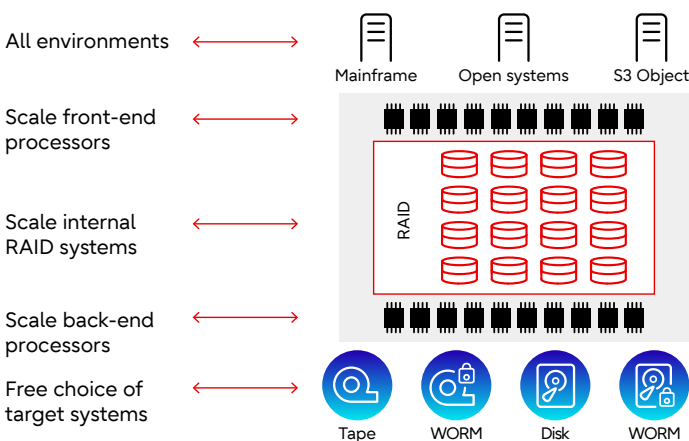 All environments
Mainframe
Open systems
S3 Object
Scale front-end
processors
Scale internal
RAID systems
RAID
Scale back-end
processors
Free choice of
target systems
Tape
WORM
Disk
WORM